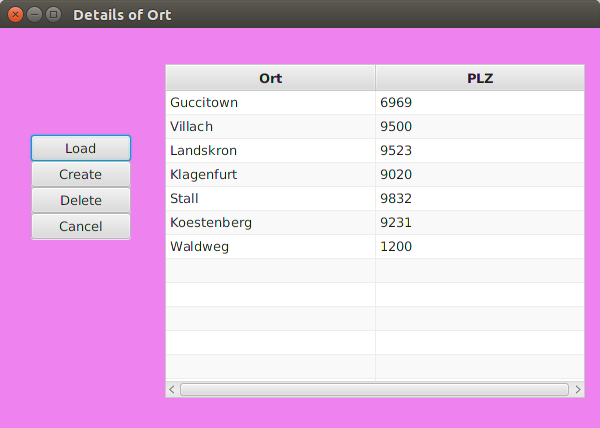 Details of Ort
Ort PLZ
Guccitown 6969
Villach 9500
Landskron 9523
Klagenfurt 9020
Stall 9832
Koestenberg 9231
Waldweg 1200
Load
Create
Delete
Cancel